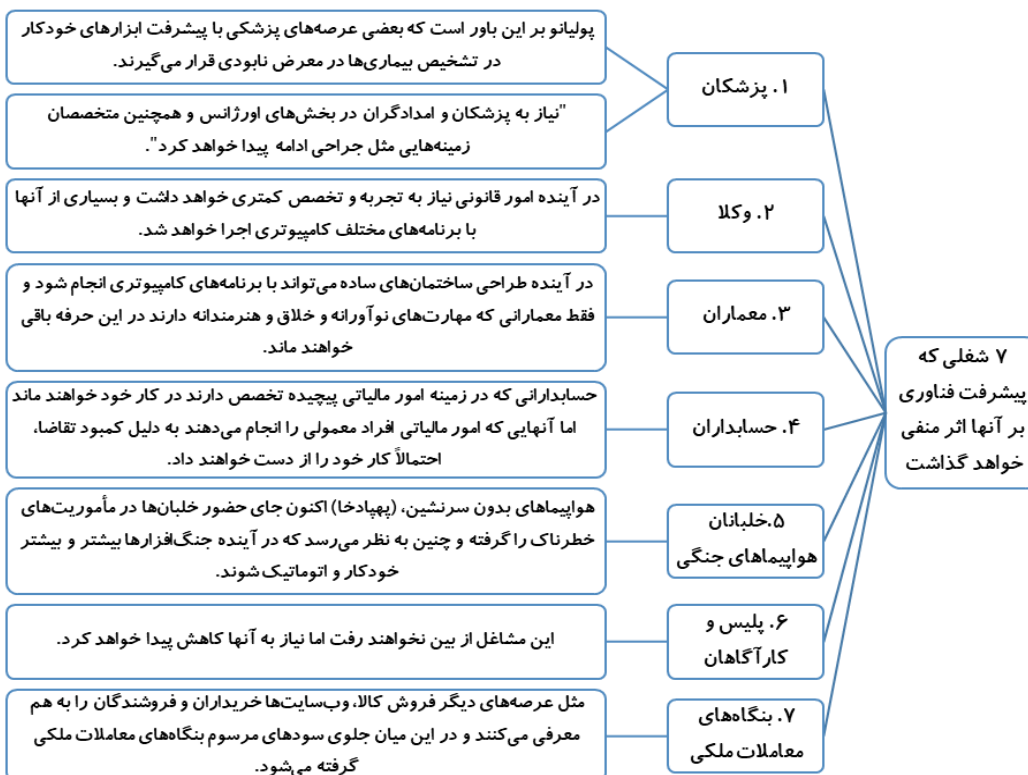 ۷ شغلی که
پیشرفت فناوری
بر آنها اثر منفی
خواهد گذاشت
۱. پزشکان
پولیانو بر این باور است که بعضی عرصه‌های پزشکی با پیشرفت ابزارهای خودکار
در تشخیص بیماری‌ها در معرض نابودی قرار می‌گیرند.
"نیاز به پزشکان و امدادگران در بخش‌های اورژانس و همچنین متخصصان
زمینه‌هایی مثل جراحی ادامه پیدا خواهد کرد".
۲. وکلا
در آینده امور قانونی نیاز به تجربه و تخصص کمتری خواهد داشت و بسیاری از آنها
با برنامه‌های مختلف کامپیوتری اجرا خواهد شد.
۳. معماران
در آینده طراحی ساختمان‌های ساده می‌تواند با برنامه‌های کامپیوتری انجام شود و
فقط معمارانی که مهارت‌های نوآورانه و خلاق و هنرمندانه دارند در این حرفه باقی
خواهند ماند.
۴. حسابداران
حسابدارانی که در زمینه امور مالیاتی پیچیده تخصص دارند در کار خود خواهند ماند
اما آنهایی که امور مالیاتی افراد معمولی را انجام می‌دهند به دلیل کمبود تقاضا،
احتمالاً کار خود را از دست خواهند داد.
۵.خلبانان
هواپیماهای جنگی
هواپیماهای بدون سرنشین، (پهپادخا) اکنون جای حضور خلبان‌ها در مأموریت‌های
خطرناک را گرفته و چنین به نظر می‌رسد که در آینده جنگ‌افزارها بیشتر و بیشتر
خودکار و اتوماتیک شوند.
۶. پلیس و
کارآگاهان
این مشاغل از بین نخواهند رفت اما نیاز به آنها کاهش پیدا خواهد کرد.
۷. بنگاه‌های
معاملات ملکی
مثل عرصه‌های دیگر فروش کالا، وب‌سایت‌ها خریداران و فروشندگان را به هم
معرفی می‌کنند و در این میان جلوی سودهای مرسوم بنگاه‌های معاملات ملکی
گرفته می‌شود.